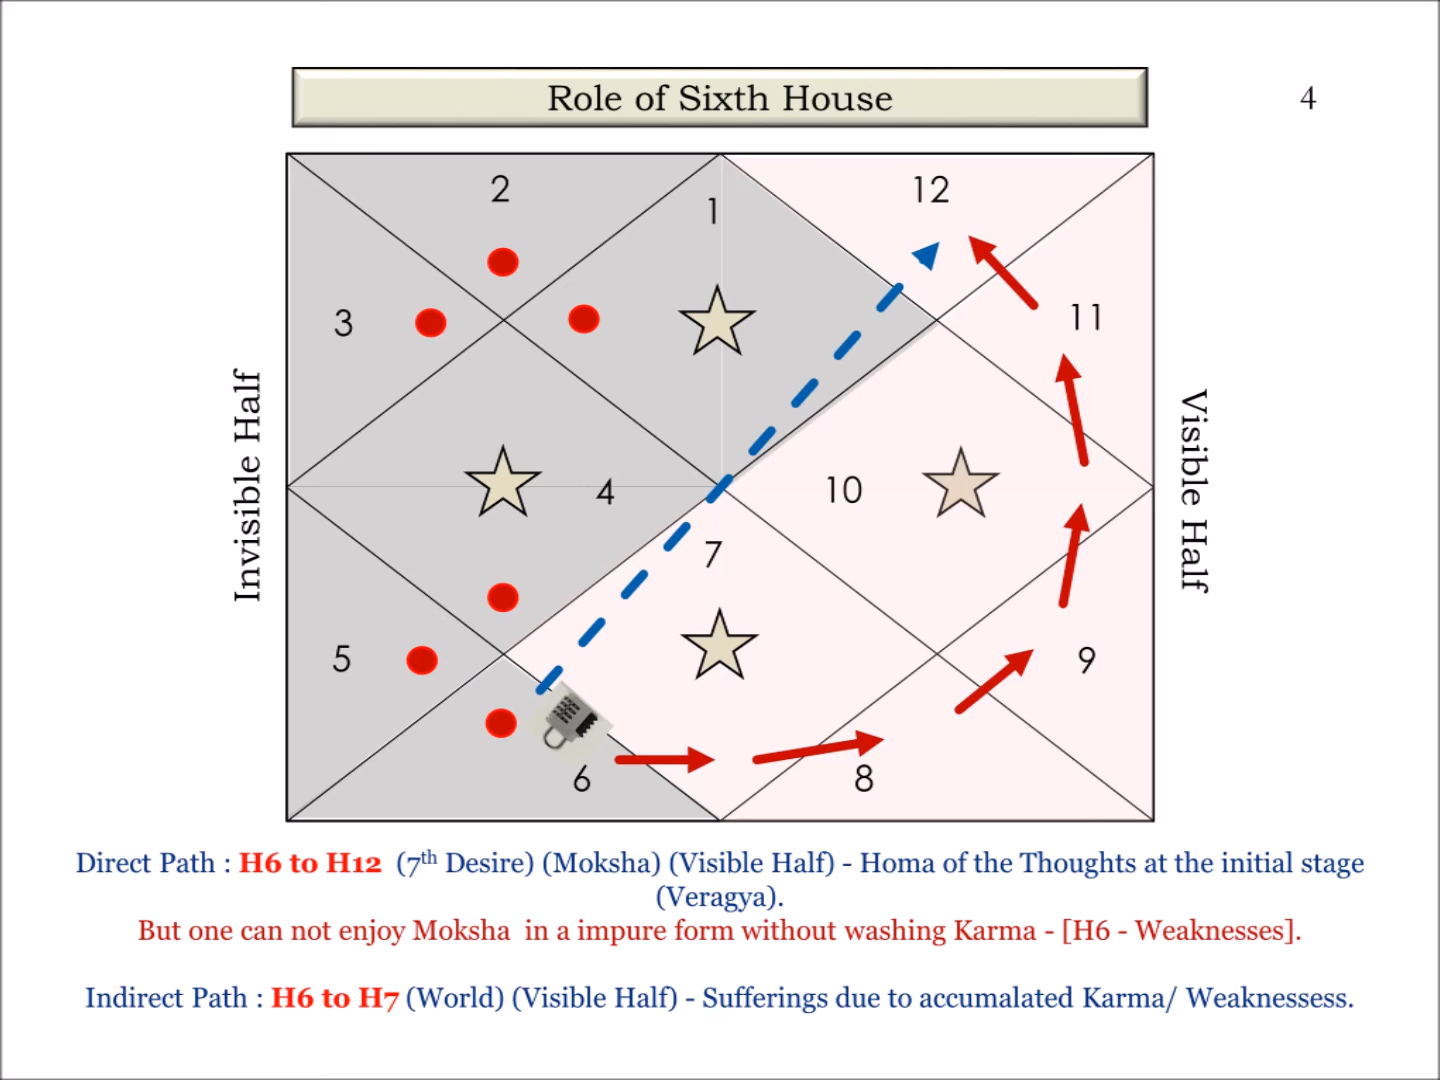 Role of Sixth House
4
2
1
12
3
11
Invisible Half
Visible Half
4
10
7
5
9
6
8
Direct Path : H6 to H12 (7th Desire) (Moksha) (Visible Half) - Homa of the Thoughts at the initial stage
(Veragya).
But one can not enjoy Moksha in a impure form without washing Karma - [H6 - Weaknesses].
Indirect Path : H6 to H7 (World) (Visible Half) - Sufferings due to accumalated Karma/ Weaknessess.